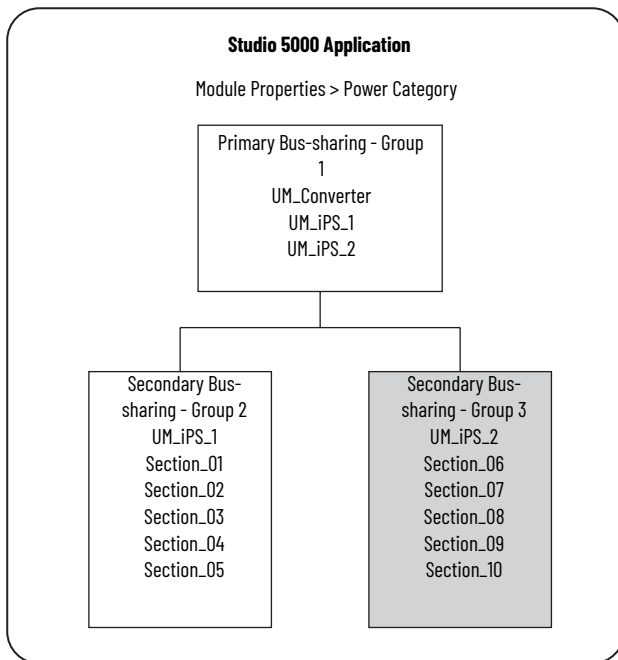 Studio 5000 Application
Module Properties > Power Category
Primary Bus-sharing - Group
1
UM_Converter
UM_iPS_1
UM_iPS_2
Secondary Bus-
sharing - Group 2
UM_iPS_1
Section_01
Section_02
Section_03
Section_04
Section_05
Secondary Bus-
sharing - Group 3
UM_iPS_2
Section_06
Section_07
Section_08
Section_09
Section_10